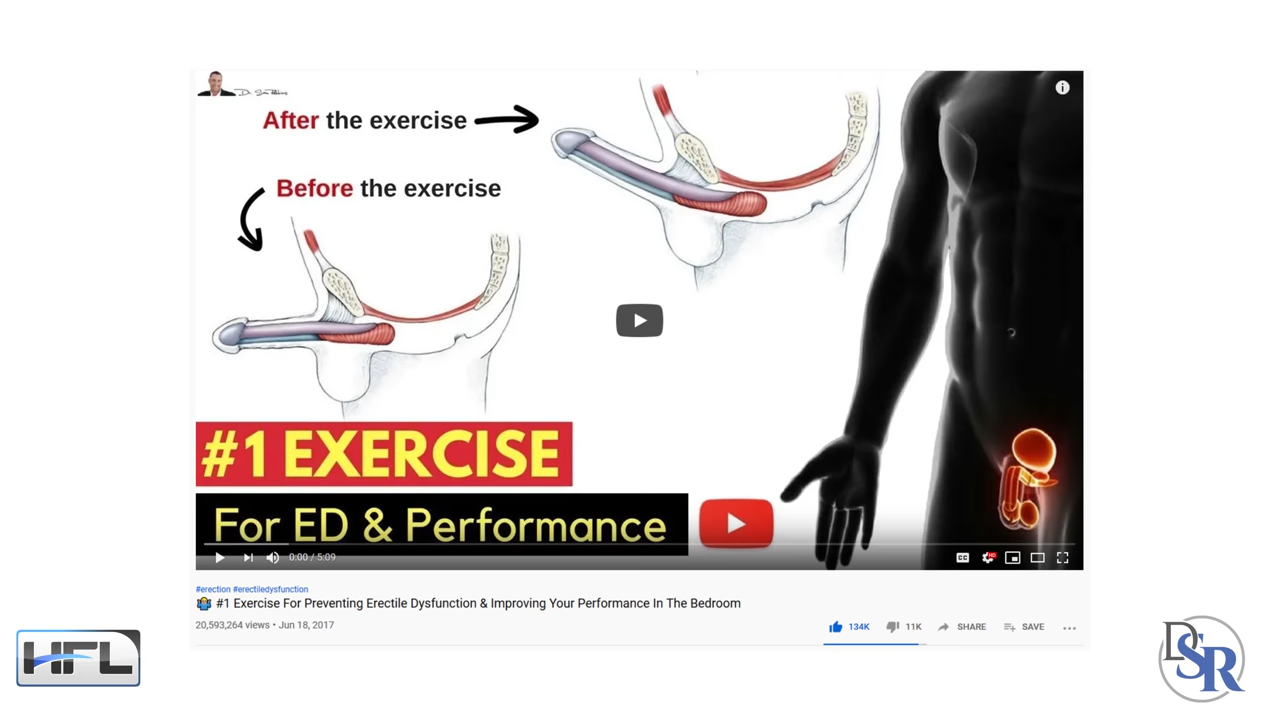 After the exercise
Before the exercise
#1 EXERCISE
For ED & Performance
0:00 / 5:09
CC
HD
#erection #erectiledysfunction
#1 Exercise For Preventing Erectile Dysfunction & Improving Your Performance In The Bedroom
20,593,264 views • Jun 18, 2017
134K 11K SHARE SAVE
HFL
DSR